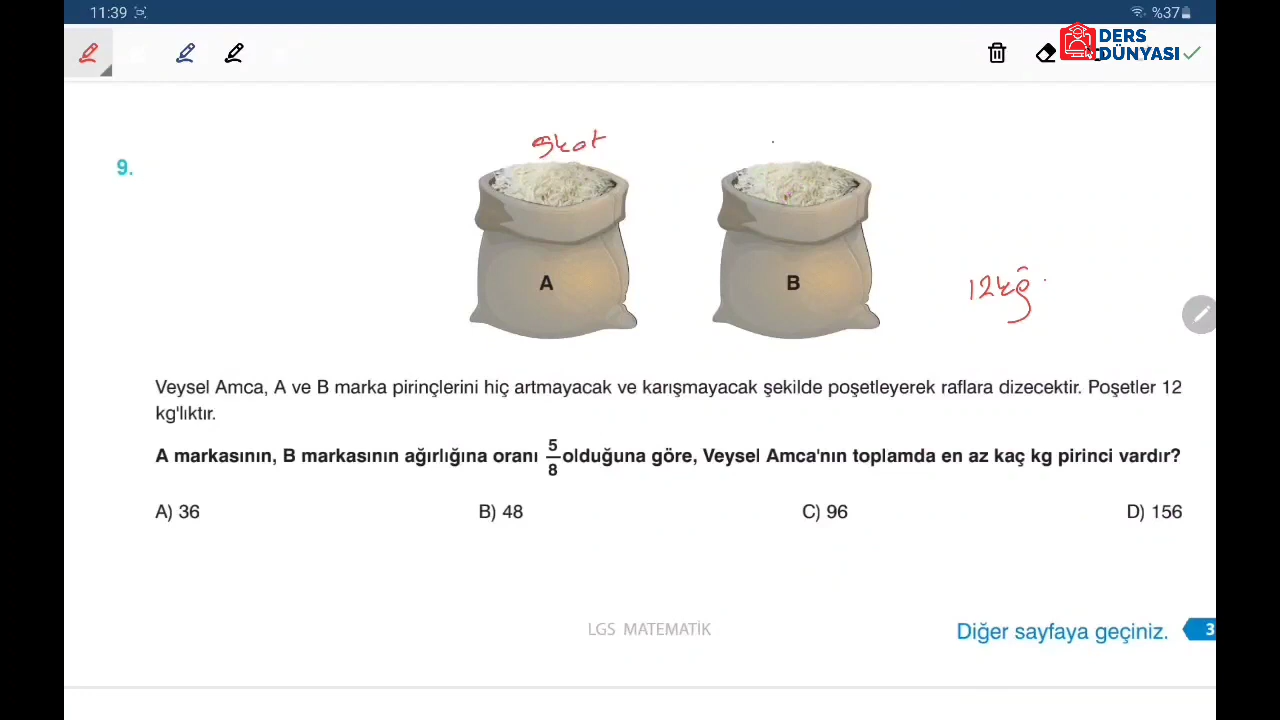 11:39
%37
DERS
DÜNYASI
9.
5kat
A
B
12kg
Veysel Amca, A ve B marka pirinçlerini hiç artmayacak ve karışmayacak şekilde poşetleyerek raflara dizecektir. Poşetler 12
kg'lıktır.
A markasının, B markasının ağırlığına oranı 5/8 olduğuna göre, Veysel Amca'nın toplamda en az kaç kg pirinci vardır?
A) 36
B) 48
C) 96
D) 156
LGS MATEMATİK
Diğer sayfaya geçiniz.
3